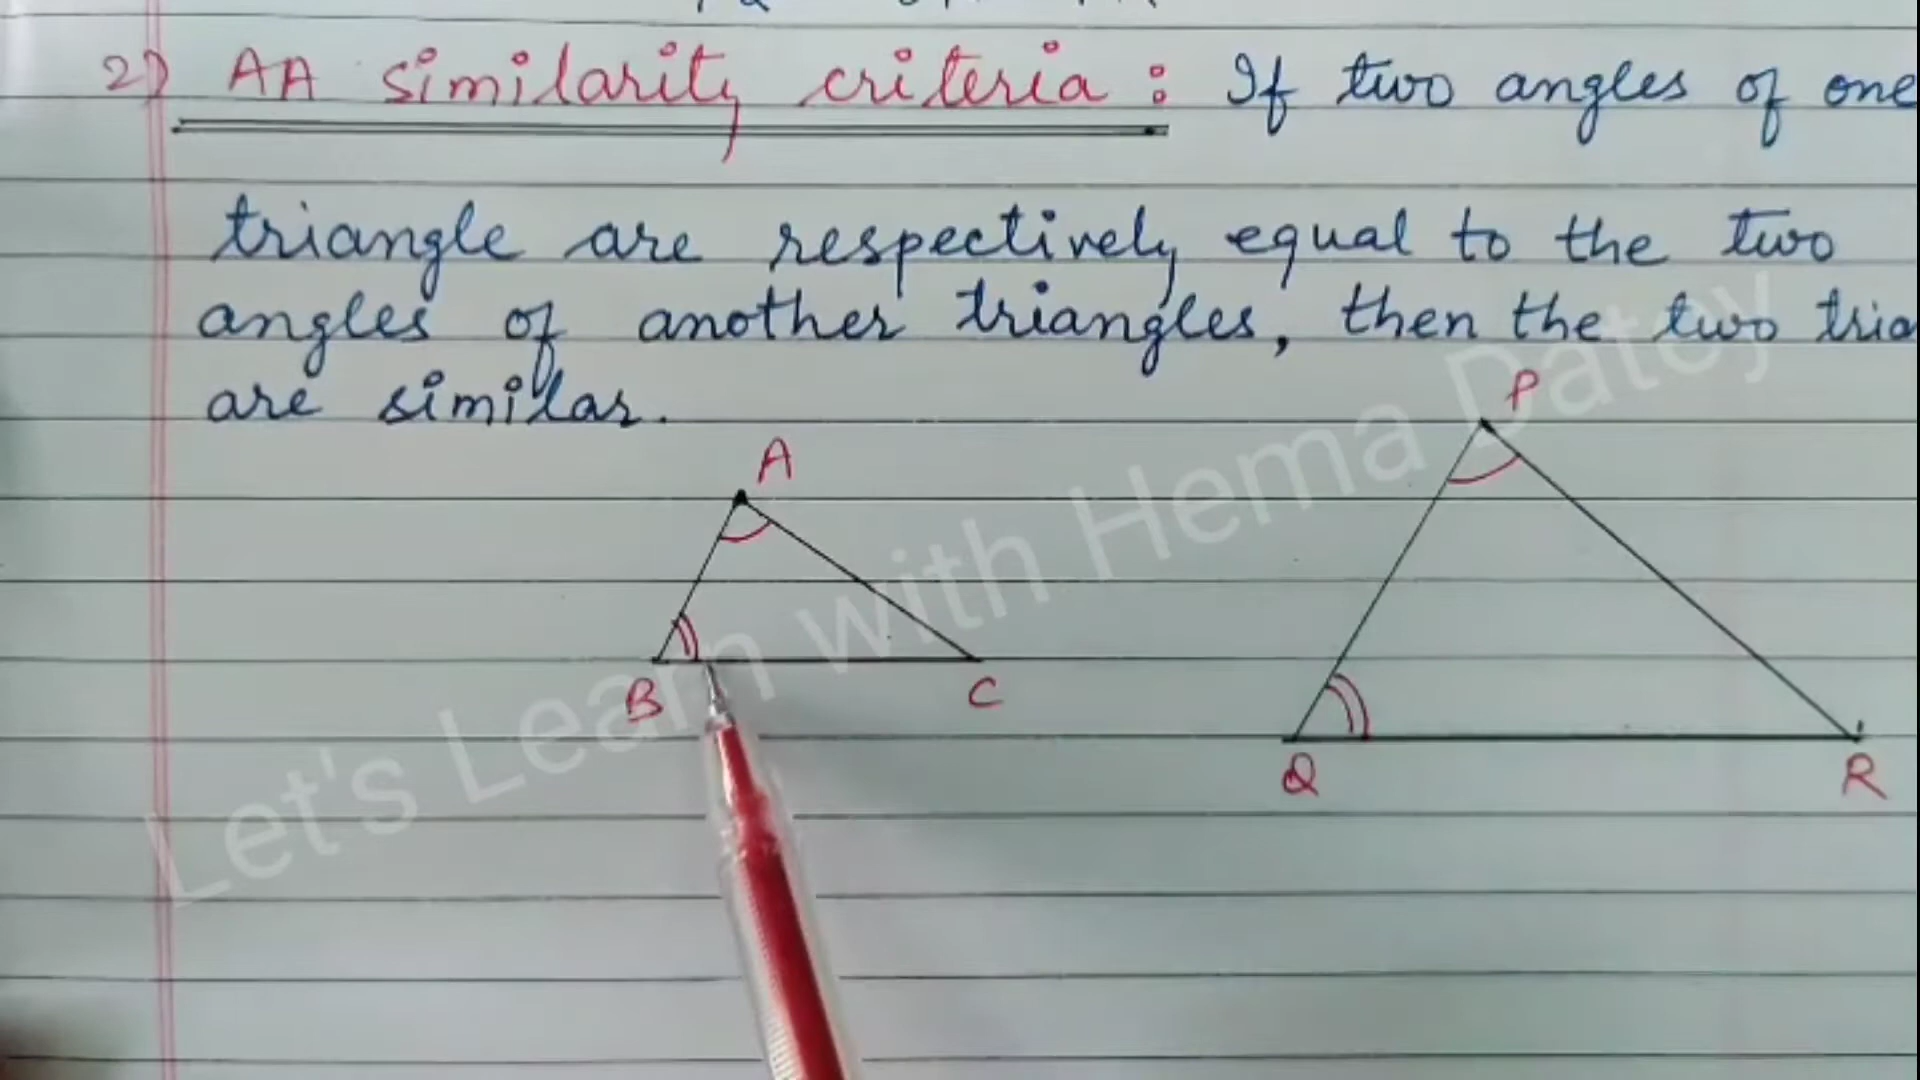 2) AA similarity criteria : If two angles of one
triangle are respectively equal to the two
angles of another triangles, then the two tria
are similar.
P
A
B
C
Q
R
Let's Learn with Hema Datey